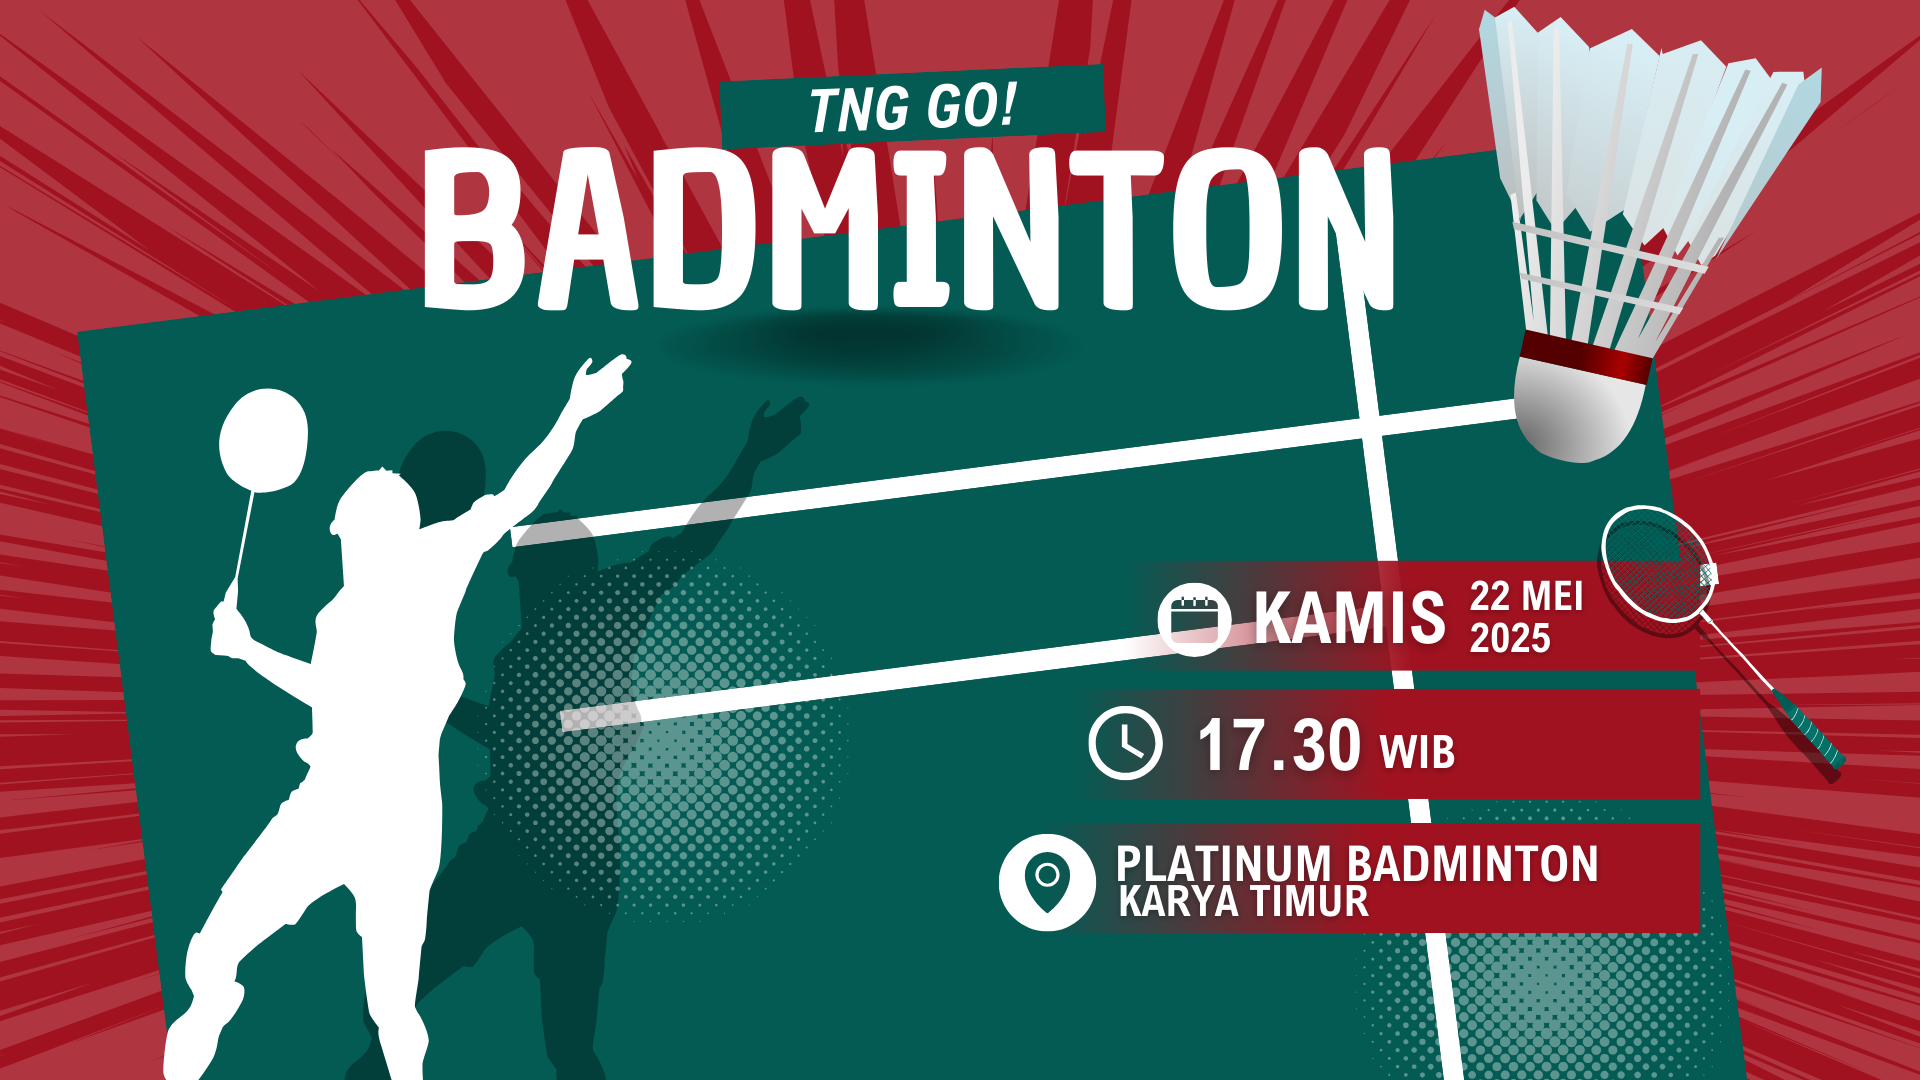 TNG GO!
BADMINTON
KAMIS
22 MEI
2025
17.30 WIB
PLATINUM BADMINTON
KARYA TIMUR